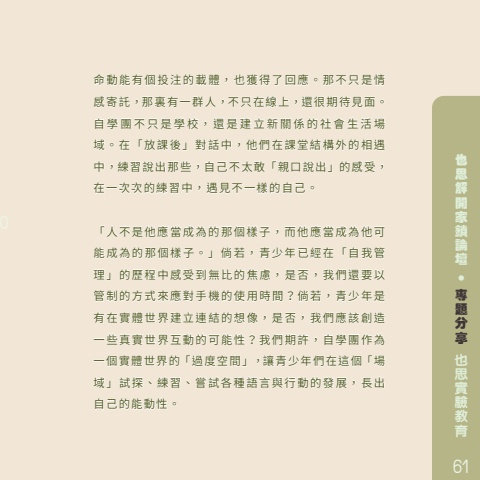 命動能有個投注的載體，也獲得了回應。那不只是情
感寄託，那裏有一群人，不只在線上，還很期待見面。
自學團不只是學校，還是建立新關係的社會生活場
域。在「放課後」對話中，他們在課堂結構外的相遇
中，練習說出那些，自己不太敢「親口說出」的感受，
在一次次的練習中，遇見不一樣的自己。
「人不是他應當成為的那個樣子，而他應當成為他可
能成為的那個樣子。」倘若，青少年已經在「自我管
理」的歷程中感受到無比的焦慮，是否，我們還要以
管制的方式來應對手機的使用時間？倘若，青少年是
有在實體世界建立連結的想像，是否，我們應該創造
一些真實世界互動的可能性？我們期許，自學團作為
一個實體世界的「過度空間」，讓青少年們在這個「場
域」試探、練習、嘗試各種語言與行動的發展，長出
自己的能動性。
也思解 閱家鎮論壇 • 專題分享 也思實驗教育
61